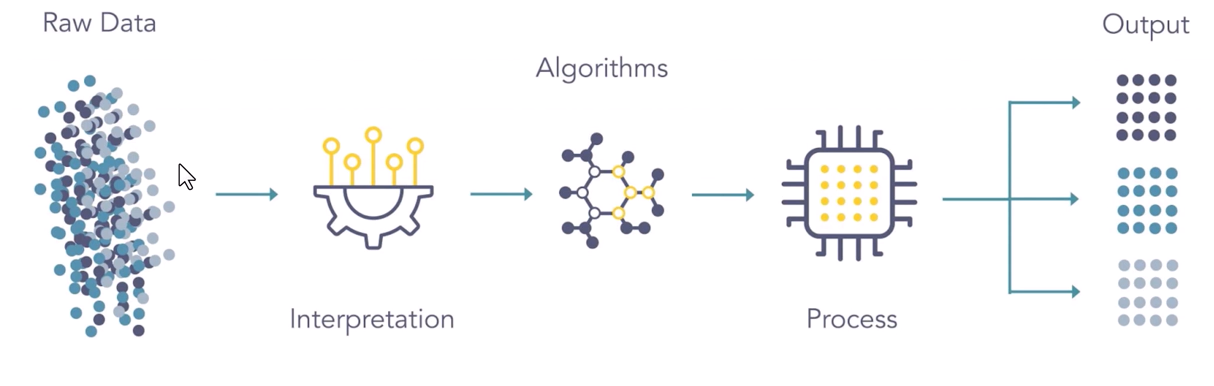 Raw Data
Output
Algorithms
Interpretation
Process